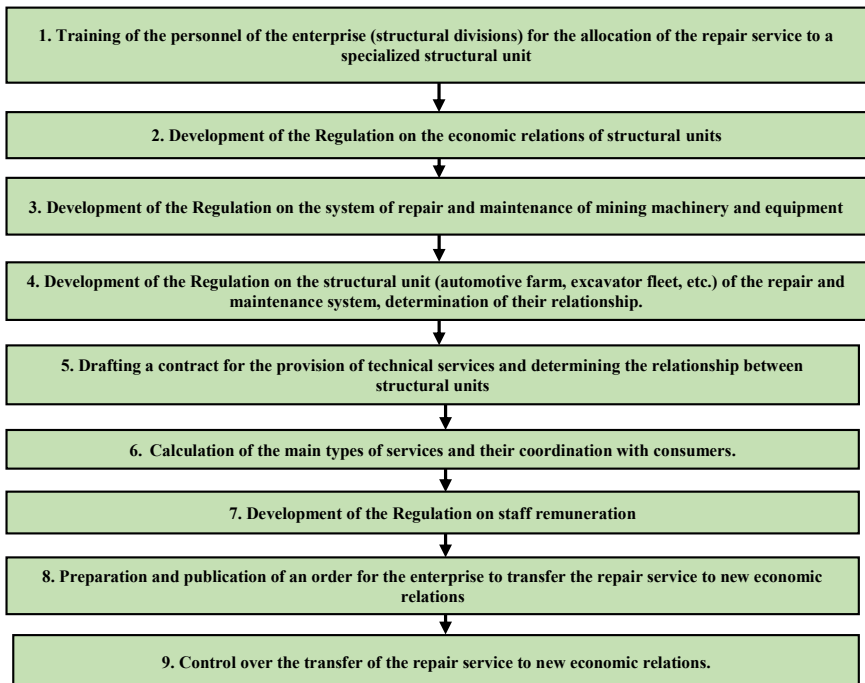 1. Training of the personnel of the enterprise (structural divisions) for the allocation of the repair service to a
specialized structural unit
2. Development of the Regulation on the economic relations of structural units
3. Development of the Regulation on the system of repair and maintenance of mining machinery and equipment
4. Development of the Regulation on the structural unit (automotive farm, excavator fleet, etc.) of the repair and
maintenance system, determination of their relationship.
5. Drafting a contract for the provision of technical services and determining the relationship between
structural units
6. Calculation of the main types of services and their coordination with consumers.
7. Development of the Regulation on staff remuneration
8. Preparation and publication of an order for the enterprise to transfer the repair service to new economic
relations
9. Control over the transfer of the repair service to new economic relations.